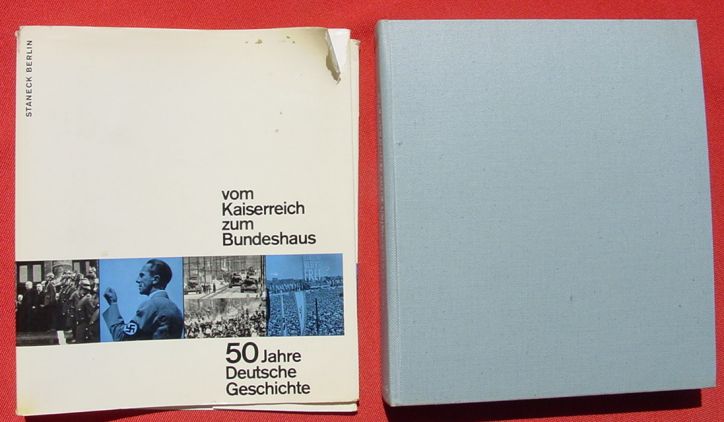 STANECK BERLIN
vom
Kaiserreich
zum
Bundeshaus
50 Jahre
Deutsche
Geschichte